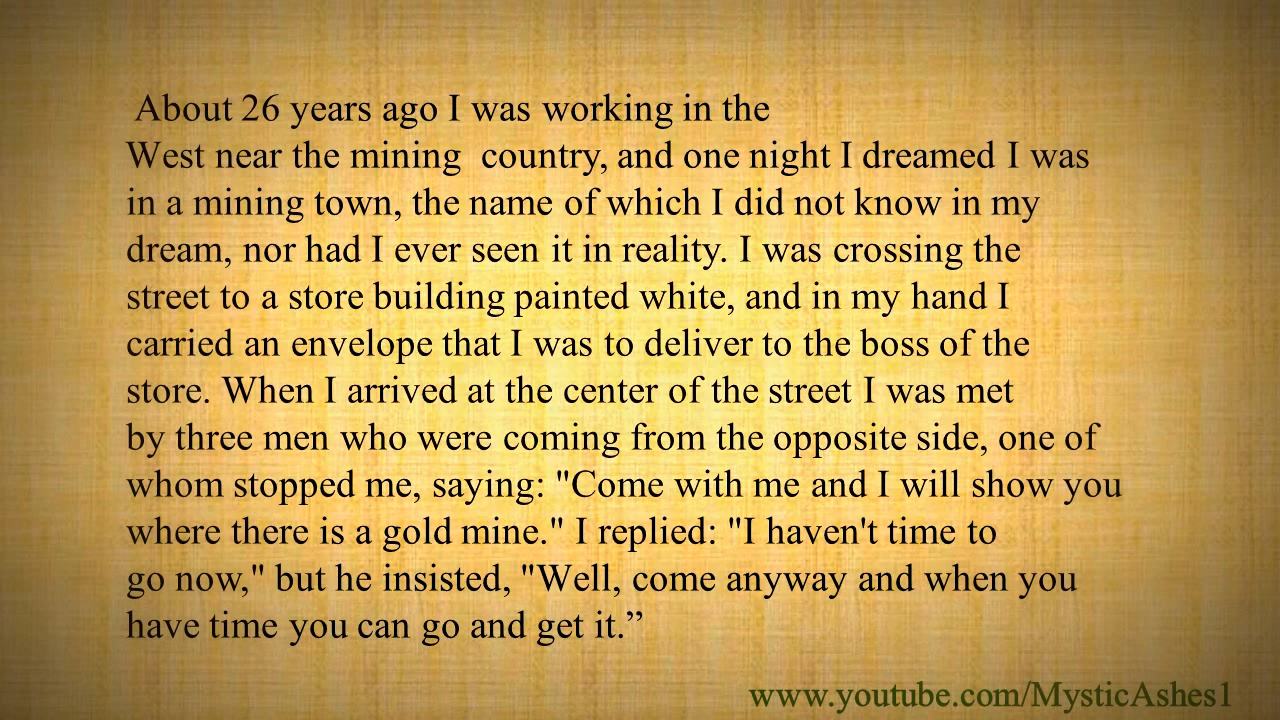 About 26 years ago I was working in the
West near the mining  country, and one night I dreamed I was
in a mining town, the name of which I did not know in my
dream, nor had I ever seen it in reality. I was crossing the
street to a store building painted white, and in my hand I
carried an envelope that I was to deliver to the boss of the
store. When I arrived at the center of the street I was met
by three men who were coming from the opposite side, one of
whom stopped me, saying: "Come with me and I will show you
where there is a gold mine." I replied: "I haven't time to
go now," but he insisted, "Well, come anyway and when you
have time you can go and get it.”
www.youtube.com/MysticAshes1